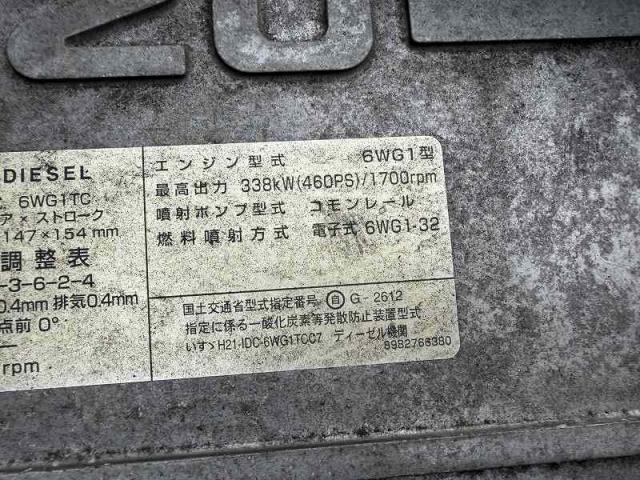 20
DIESEL
6WG1TC
ア × ストローク
147 × 154 mm
調整表
-3-6-2-4
0.4mm 排気0.4mm
点前 0°
rpm
エンジン型式 6WG1型
最高出力 338kW(460PS)/1700rpm
噴射ポンプ型式 コモンレール
燃料噴射方式 電子式 6WG1-32
国土交通省型式指定番号 自 G - 2612
指定に係る一酸化炭素等発散防止装置型式
いすゞH21-IDC-6WG1TCC7 ディーゼル機関
8982766380